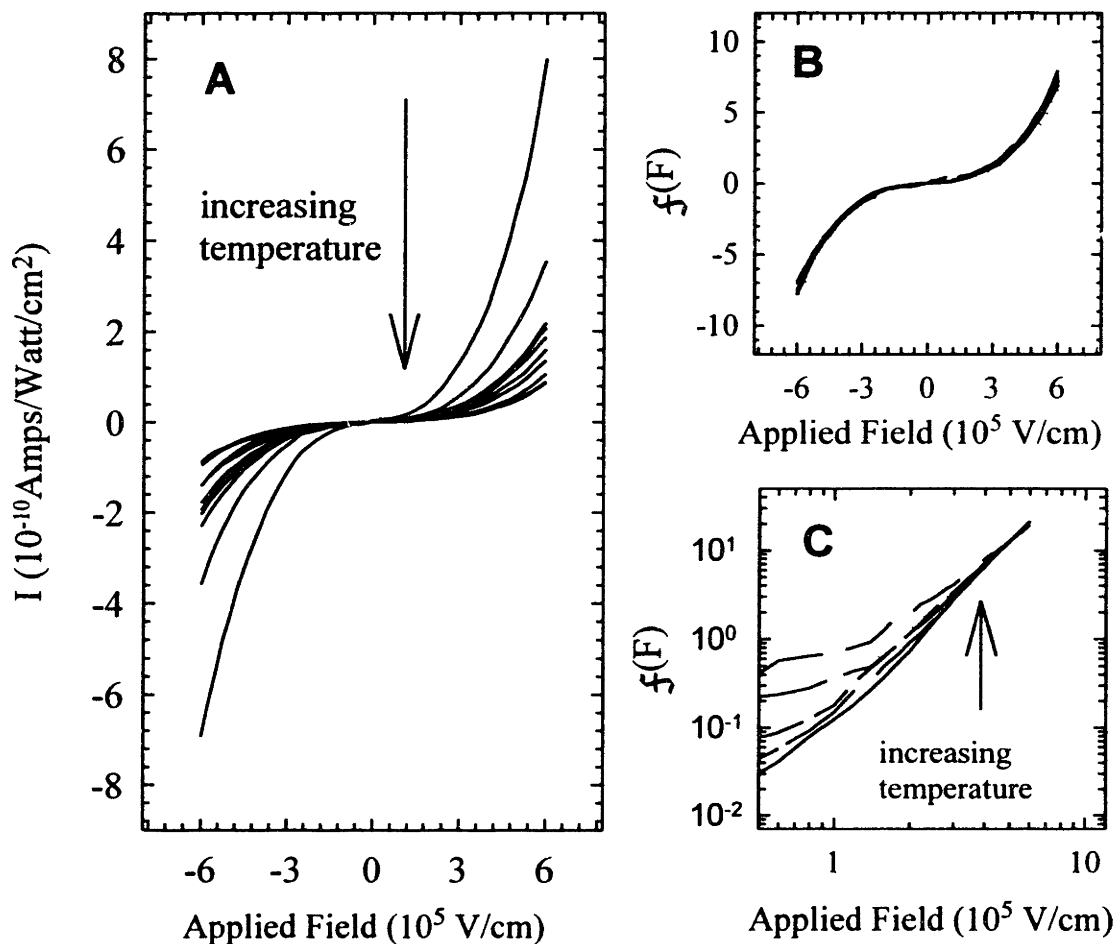 A
increasing
temperature
8
6
4
2
0
-2
-4
-6
-8
I (10⁻¹⁰Amps/Watt/cm²)
-6 -3 0 3 6
Applied Field (10⁵ V/cm)
B
10
5
0
-5
-10
𝔣(F)
-6 -3 0 3 6
Applied Field (10⁵ V/cm)
C
10¹
10⁰
10⁻¹
10⁻²
𝔣(F)
increasing
temperature
1 10
Applied Field (10⁵ V/cm)